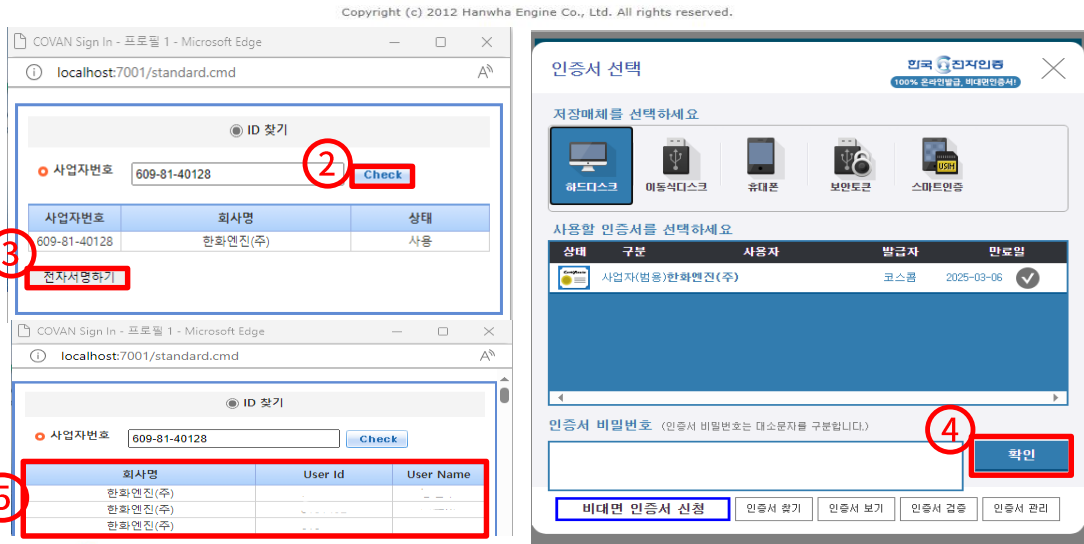 Copyright (c) 2012 Hanwha Engine Co., Ltd. All rights reserved.
COVAN Sign In - 프로필 1 - Microsoft Edge
localhost:7001/standard.cmd
ID 찾기
사업자번호 609-81-40128 ② Check
사업자번호 회사명 상태
609-81-40128 한화엔진(주) 사용
③
전자서명하기
COVAN Sign In - 프로필 1 - Microsoft Edge
localhost:7001/standard.cmd
ID 찾기
사업자번호 609-81-40128 Check
회사명 User Id User Name
⑤
한화엔진(주)
한화엔진(주)
한화엔진(주)
인증서 선택
한국전자인증
100% 온라인발급, 비대면인증서!
저장매체를 선택하세요
USIM
하드디스크 이동식디스크 휴대폰 보안토큰 스마트인증
사용할 인증서를 선택하세요
상태 구분 사용자 발급자 만료일
사업자(범용)한화엔진(주) 코스콤 2025-03-06
인증서 비밀번호 (인증서 비밀번호는 대소문자를 구분합니다.)
④
확인
비대면 인증서 신청 인증서 찾기 인증서 보기 인증서 검증 인증서 관리